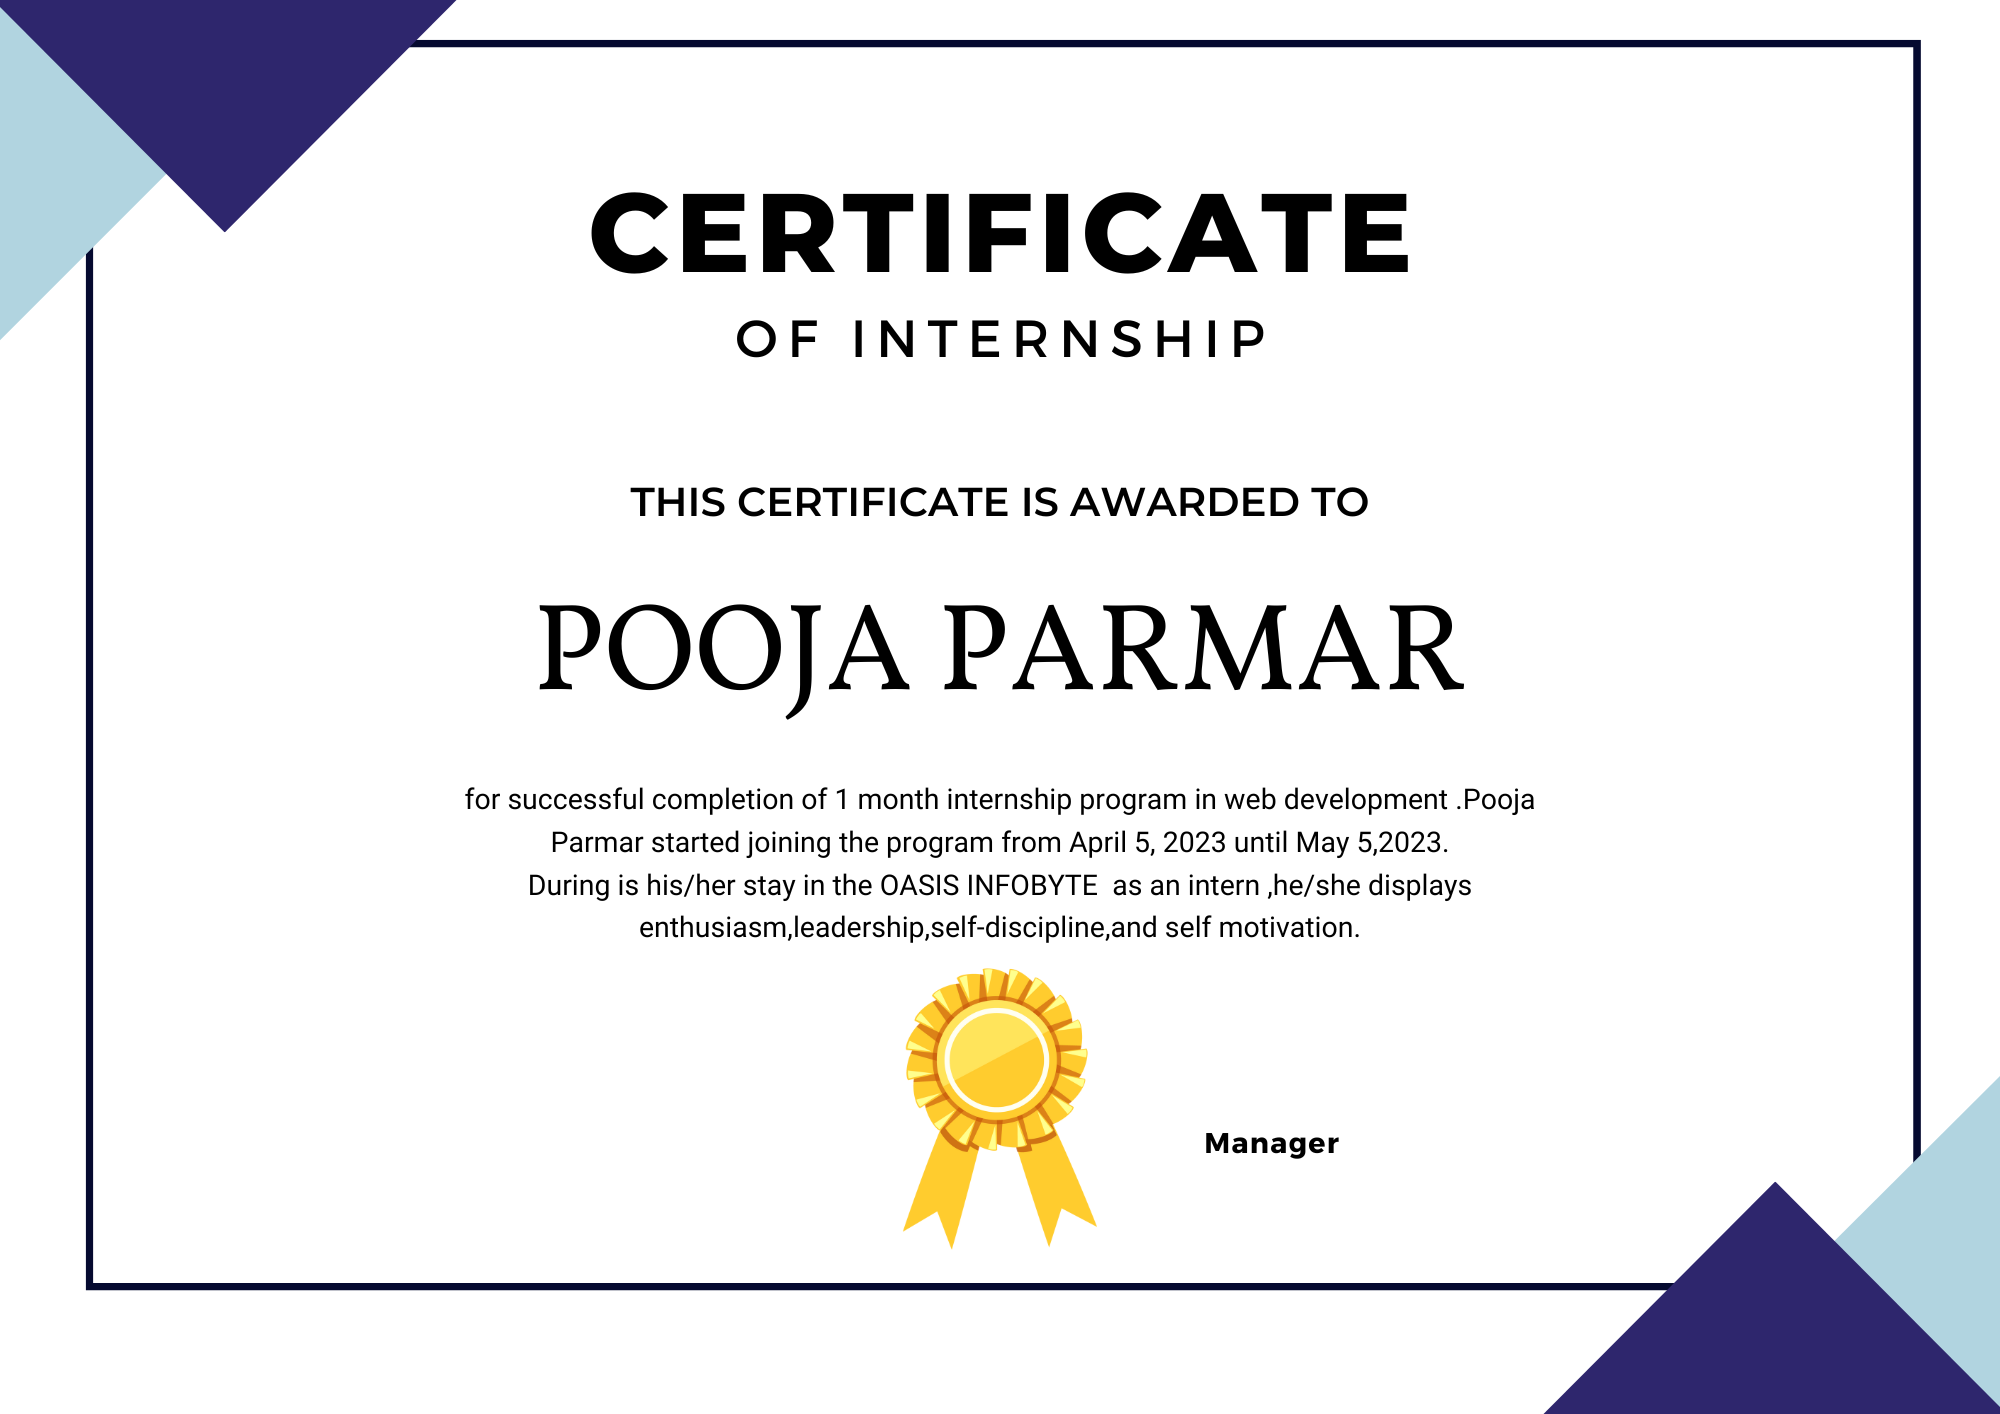 CERTIFICATE
OF INTERNSHIP
THIS CERTIFICATE IS AWARDED TO
POOJA PARMAR
for successful completion of 1 month internship program in web development .Pooja
Parmar started joining the program from April 5, 2023 until May 5,2023.
During is his/her stay in the OASIS INFOBYTE  as an intern ,he/she displays
enthusiasm,leadership,self-discipline,and self motivation.
Manager